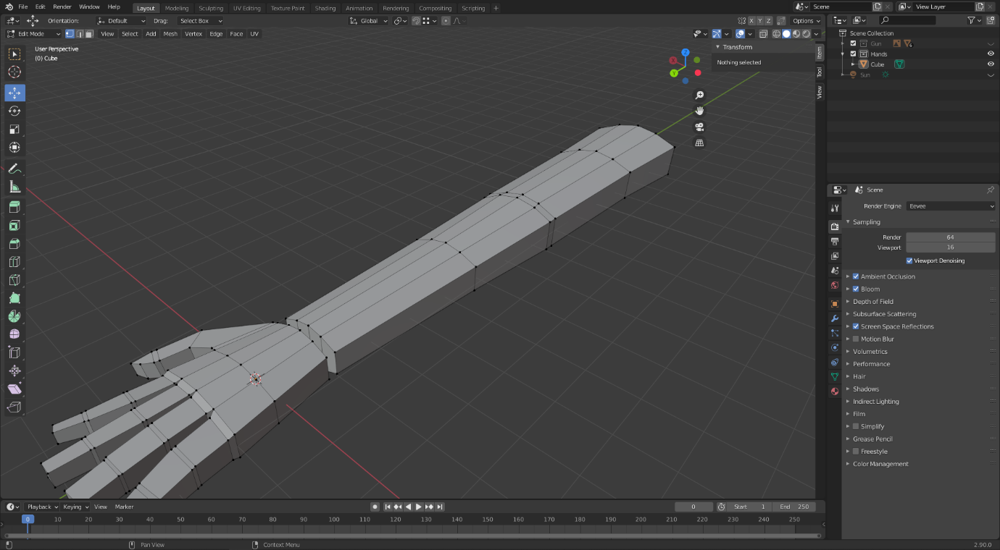 File Edit Render Window Help Layout Modeling Sculpting UV Editing Texture Paint Shading Animation Rendering Compositing Scripting + Scene View Layer
Orientation: Default Drag: Select Box Global X Y Z Options
Edit Mode View Select Add Mesh Vertex Edge Face UV
User Perspective
(0) Cube
Transform
Nothing selected
Item
Tool
View
Z
X
Y
Scene Collection
Gun 6
Hands
Cube
Sun
Scene
Render Engine Eevee
Sampling
Render 64
Viewport 16
Viewport Denoising
Ambient Occlusion
Bloom
Depth of Field
Subsurface Scattering
Screen Space Reflections
Motion Blur
Volumetrics
Performance
Hair
Shadows
Indirect Lighting
Film
Simplify
Grease Pencil
Freestyle
Color Management
Playback Keying View Marker 0 Start 1 End 250
0 10 20 30 40 50 60 70 80 90 100 110 120 130 140 150 160 170 180 190 200 210 220 230 240 250
Pan View Context Menu 2.90.0